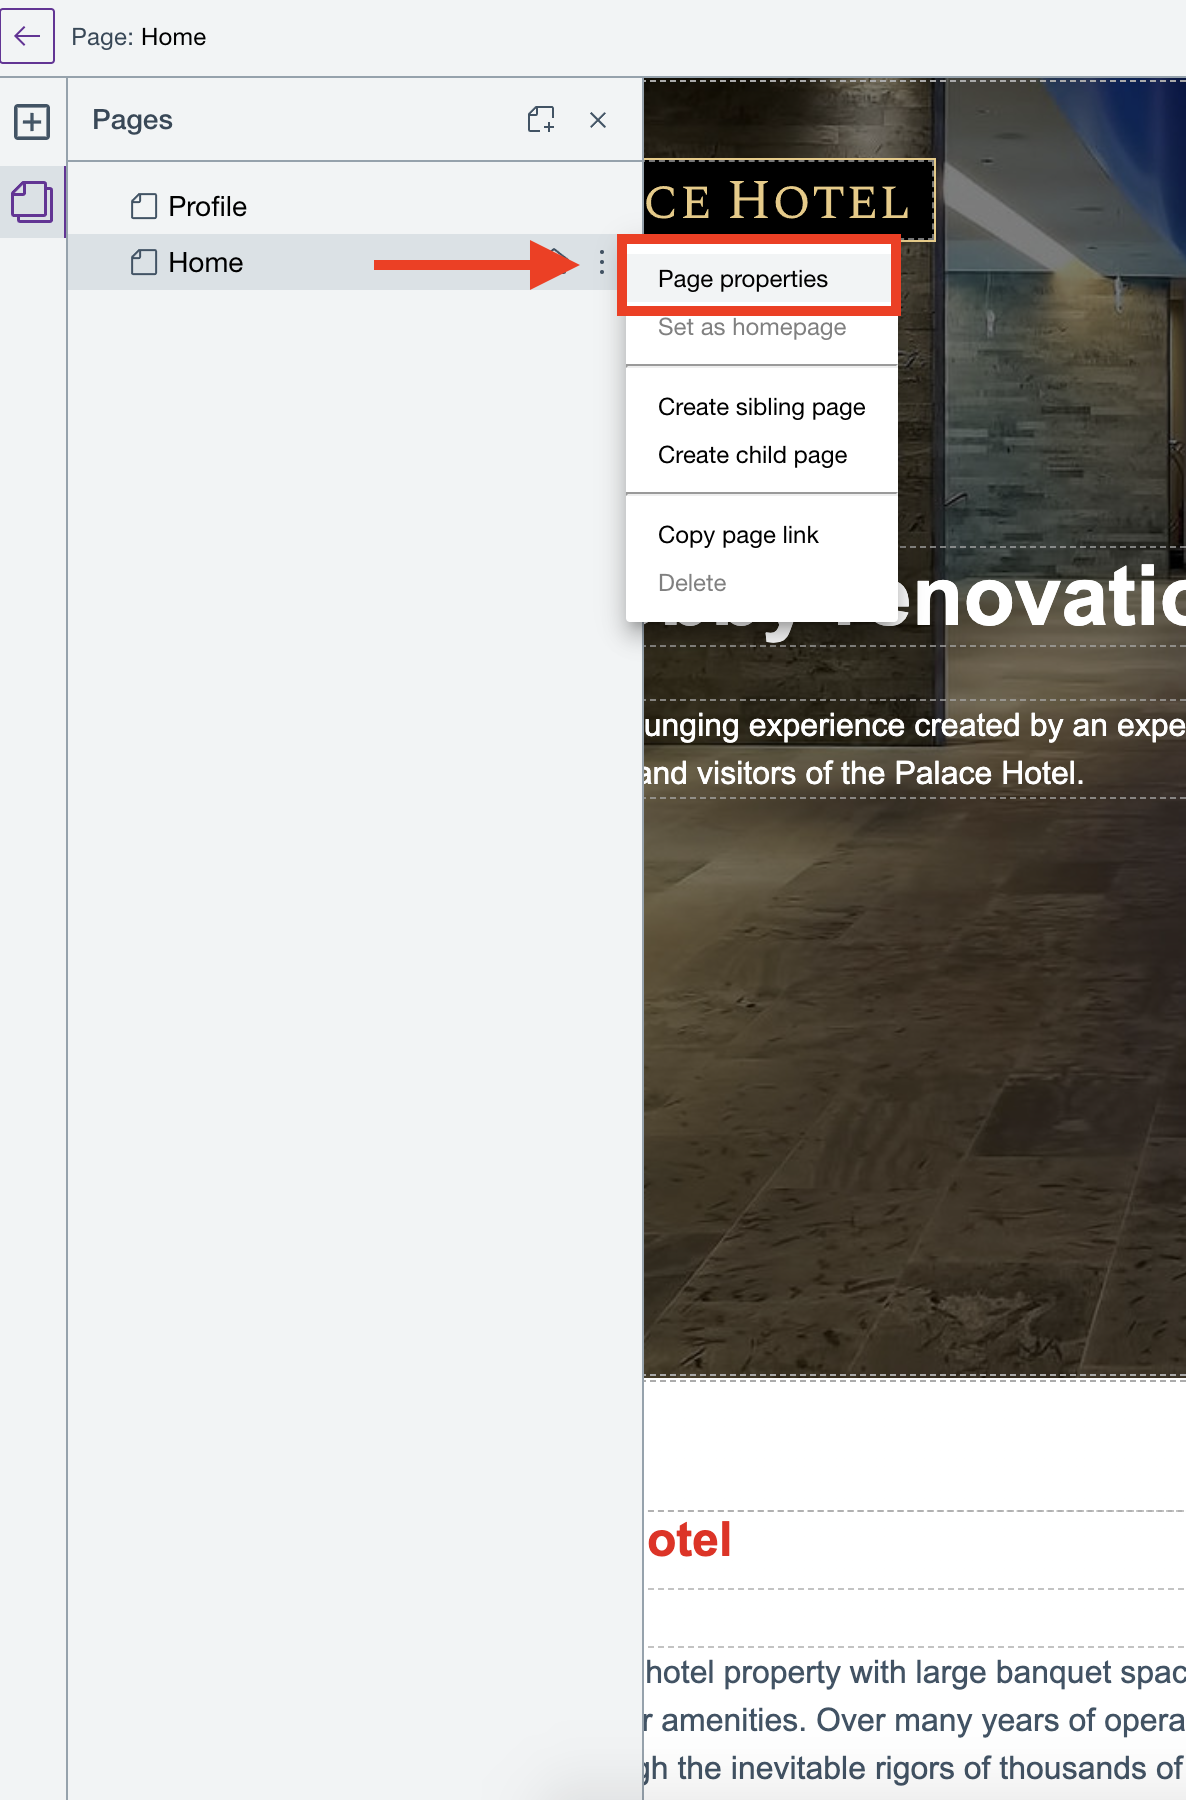 Page: Home
Pages
Profile
Home
CE HOTEL
Page properties
Set as homepage
Create sibling page
Create child page
Copy page link
Delete
enovatic
unging experience created by an expe
and visitors of the Palace Hotel.
otel
hotel property with large banquet spac
r amenities. Over many years of opera
gh the inevitable rigors of thousands of